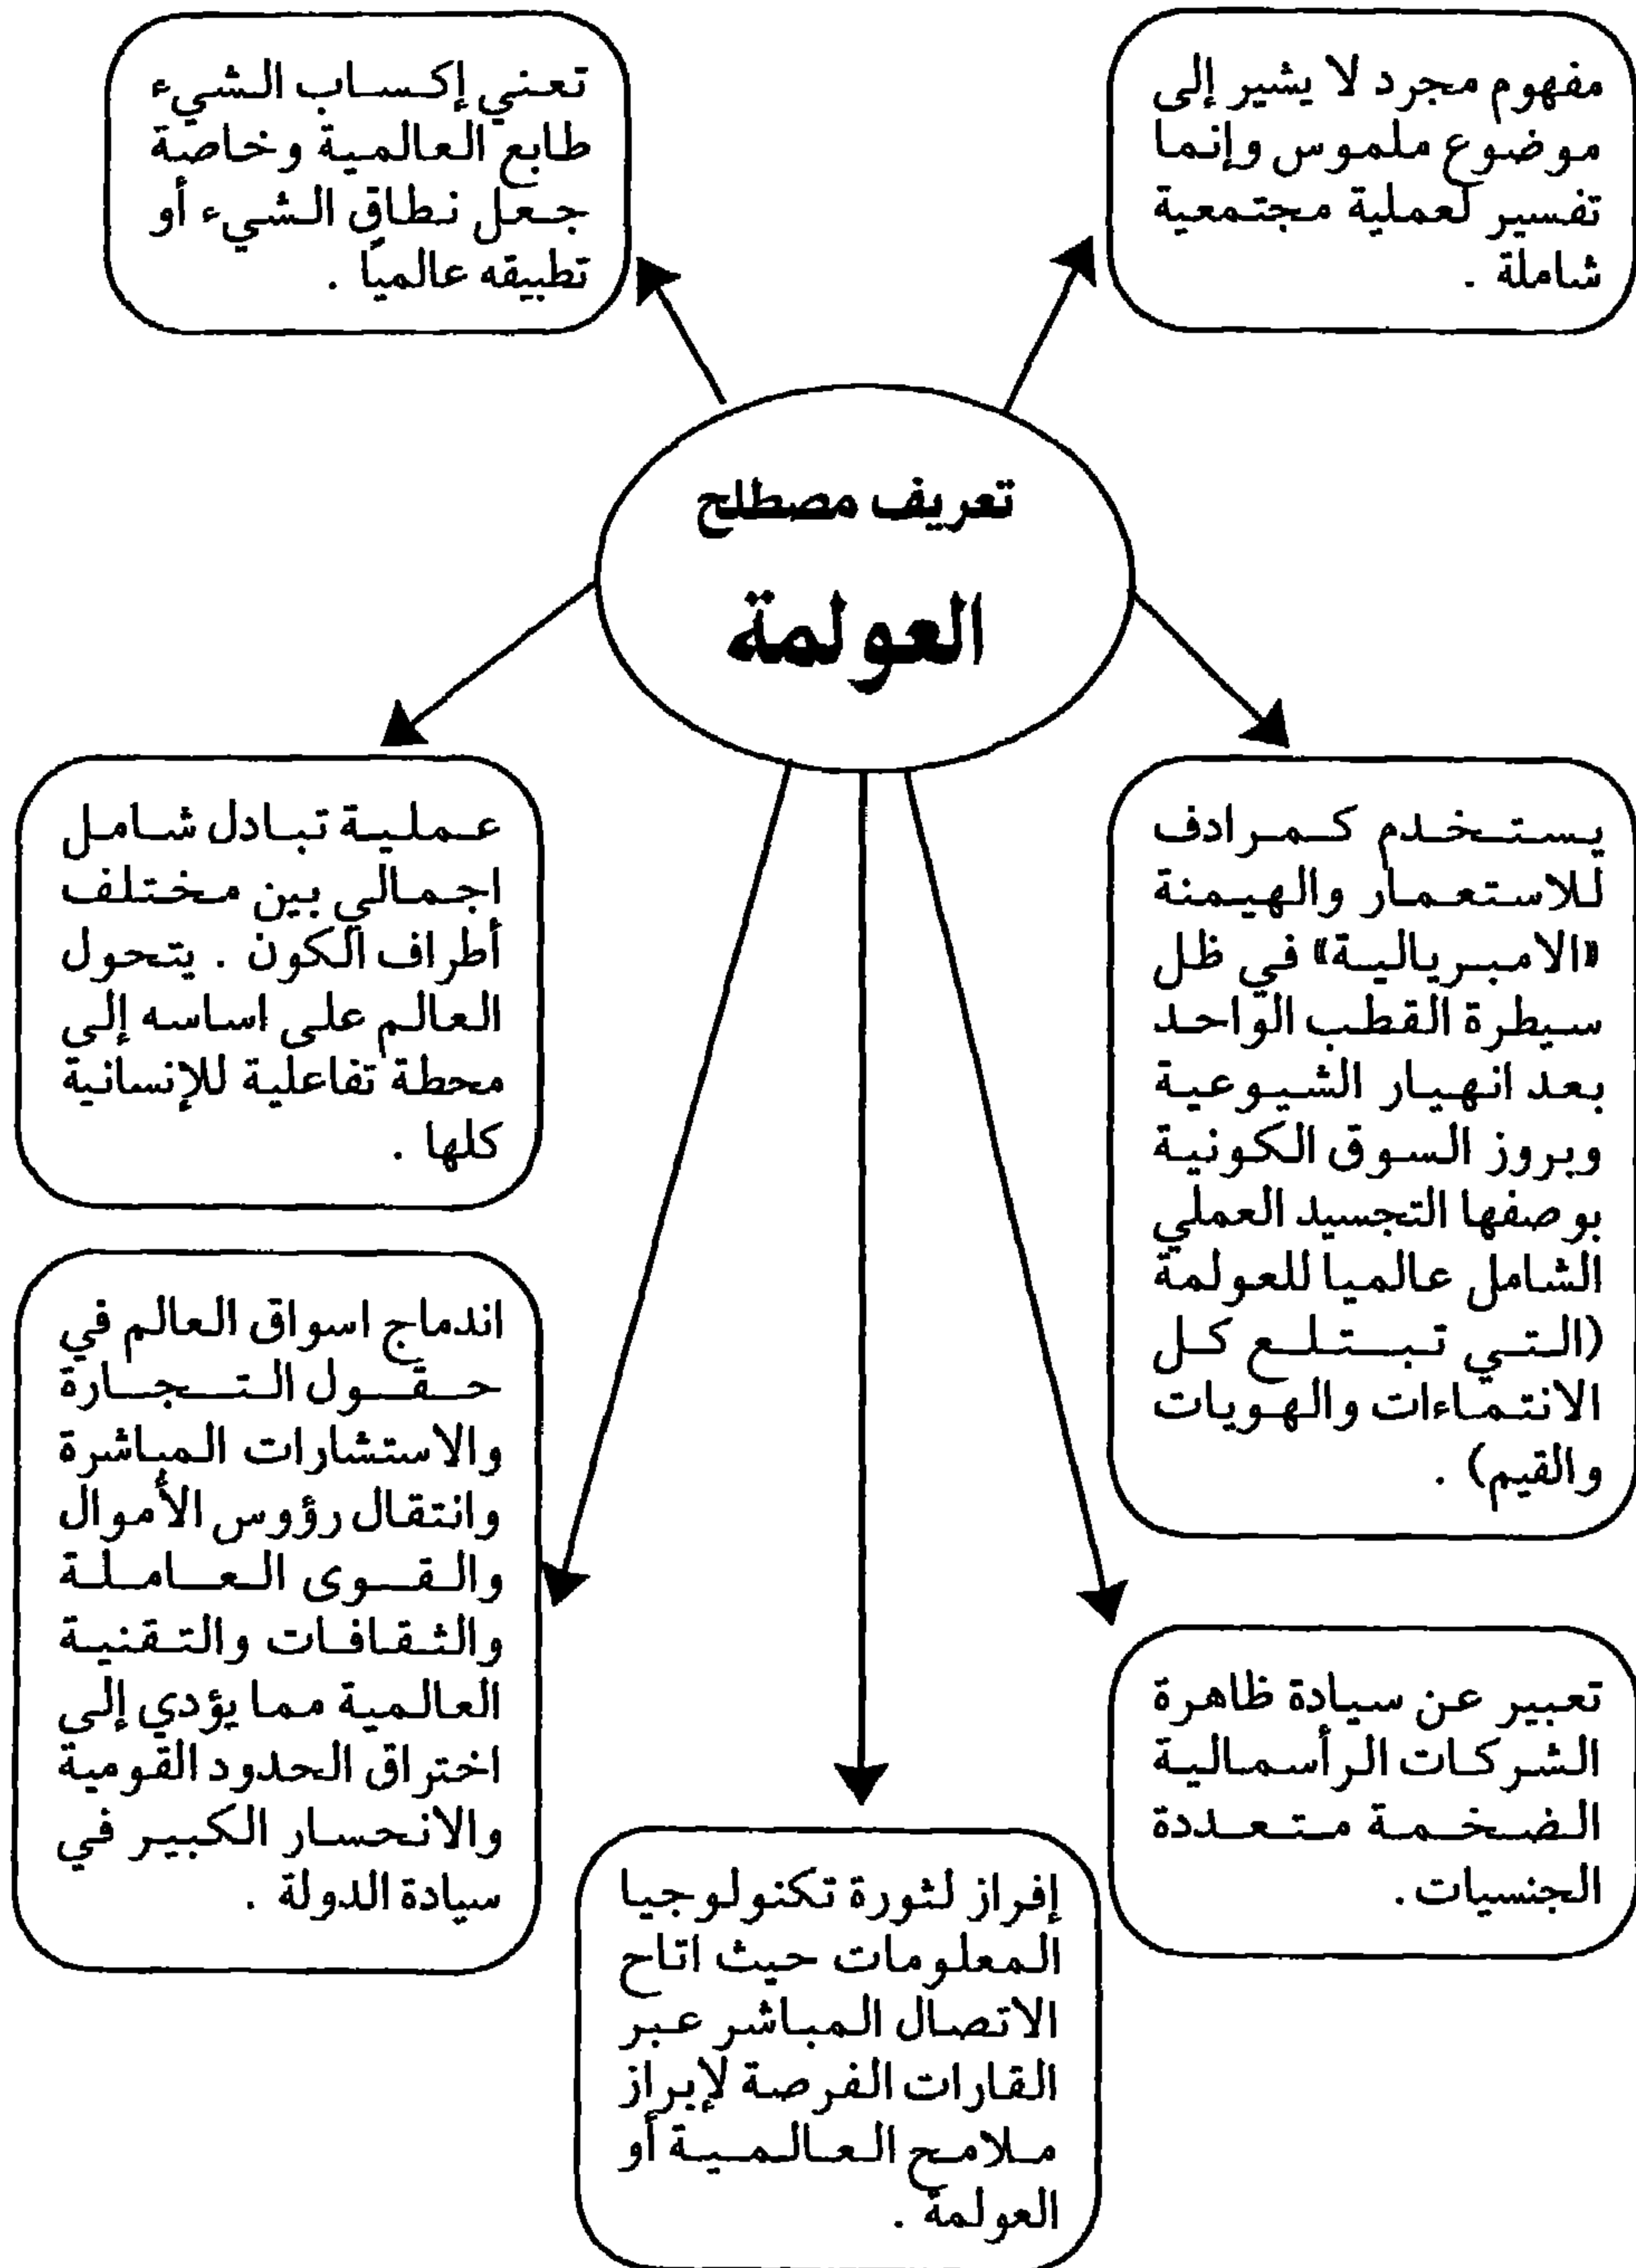 مفهوم مجرد لا يشير إلى
موضوع ملموس وإنما
تفسير لعملية مجتمعية
شاملة .
تعني إكساب الشيء
طابع العالمية وخاصة
جعل نطاق الشيء أو
تطبيقه عالمياً .
تعريف مصطلح
العولمة
يستخدم كمرادف
للاستعمار والهيمنة
«الامبريالية» في ظل
سيطرة القطب الواحد
بعد انهيار الشيوعية
وبروز السوق الكونية
بوصفها التجسيد العملي
الشامل عالميا للعولمة
(التي تبتلع كل
الانتماءات والهويات
والقيم) .
عملية تبادل شامل
اجمالي بين مختلف
أطراف الكون . يتحول
العالم على اساسه إلى
محطة تفاعلية للإنسانية
كلها .
اندماج اسواق العالم في
حقول التجارة
والاستشارات المباشرة
وانتقال رؤوس الأموال
والقوى العاملة
والثقافات والتقنية
العالمية مما يؤدي إلى
اختراق الحدود القومية
والانحسار الكبير في
سيادة الدولة .
تعبير عن سيادة ظاهرة
الشركات الرأسمالية
الضخمة متعددة
الجنسيات .
إفراز لثورة تكنولوجيا
المعلومات حيث اتاح
الاتصال المباشر عبر
القارات الفرصة لإبراز
ملامح العالمية أو
العولمة .